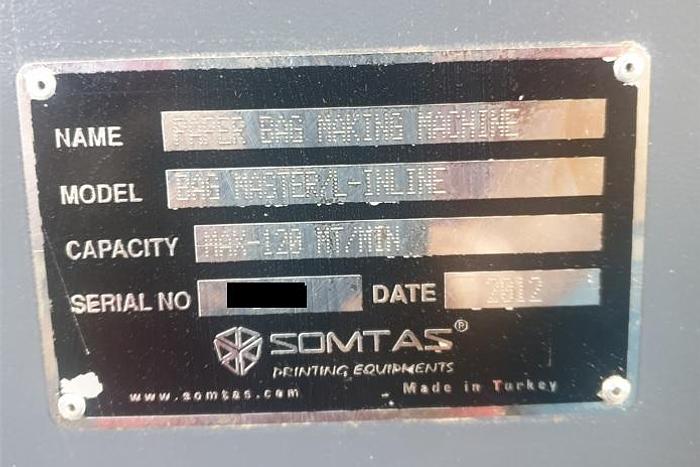 NAME PAPER BAG MAKING MACHINE
MODEL BAG MASTER/L-INLINE
CAPACITY MAX-120 MT/MIN
SERIAL NO DATE 2012
SOMTAS®
PRINTING EQUIPMENTS
www.somtas.com Made in Turkey